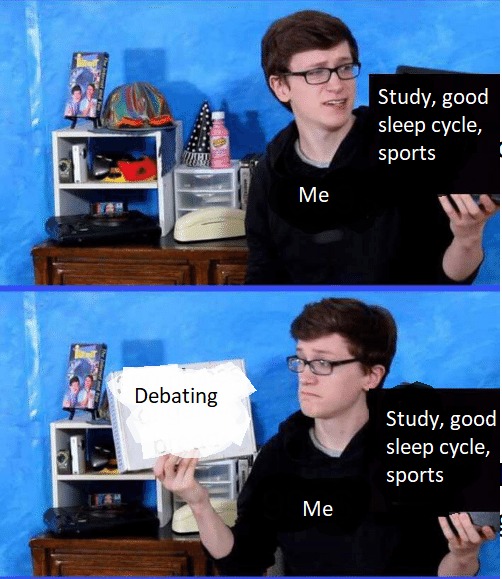 Study, good
sleep cycle,
sports
Me
Debating
Study, good
sleep cycle,
sports
Me